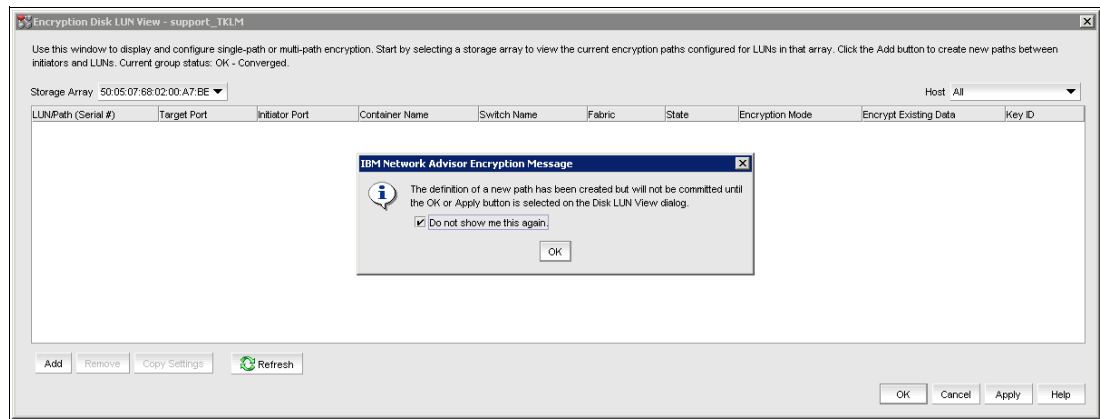 Encryption Disk LUN View - support_TKLM
Use this window to display and configure single-path or multi-path encryption. Start by selecting a storage array to view the current encryption paths configured for LUNs in that array. Click the Add button to create new paths between
initiators and LUNs. Current group status: OK - Converged.
Storage Array 50:05:07:68:02:00:A7:BE Host All
LUN/Path (Serial #) Target Port Initiator Port Container Name Switch Name Fabric State Encryption Mode Encrypt Existing Data Key ID
IBM Network Advisor Encryption Message
The definition of a new path has been created but will not be committed until
the OK or Apply button is selected on the Disk LUN View dialog.
Do not show me this again.
OK
Add Remove Copy Settings Refresh
OK Cancel Apply Help